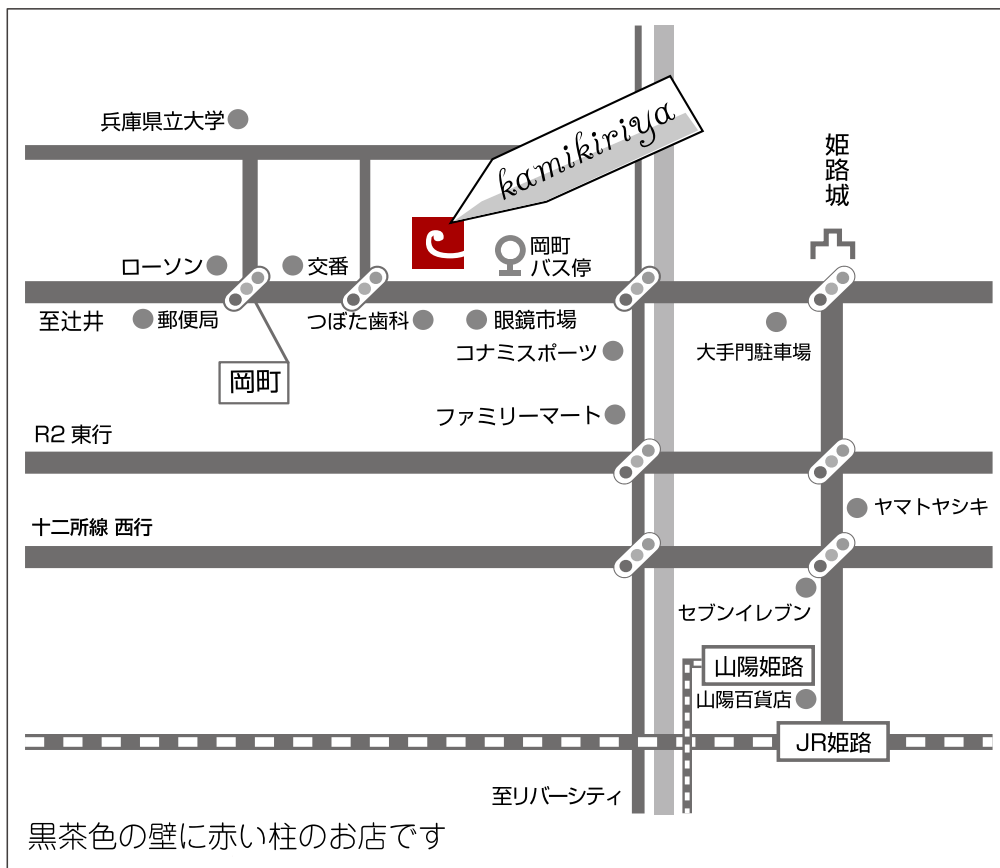 兵庫県立大学
kamikiriya
姫路城
ローソン
交番
岡町
バス停
至辻井
郵便局
つぼた歯科
眼鏡市場
コナミスポーツ
大手門駐車場
岡町
ファミリーマート
R2 東行
ヤマトヤシキ
十二所線 西行
セブンイレブン
山陽姫路
山陽百貨店
JR姫路
至リバーシティ
黒茶色の壁に赤い柱のお店です